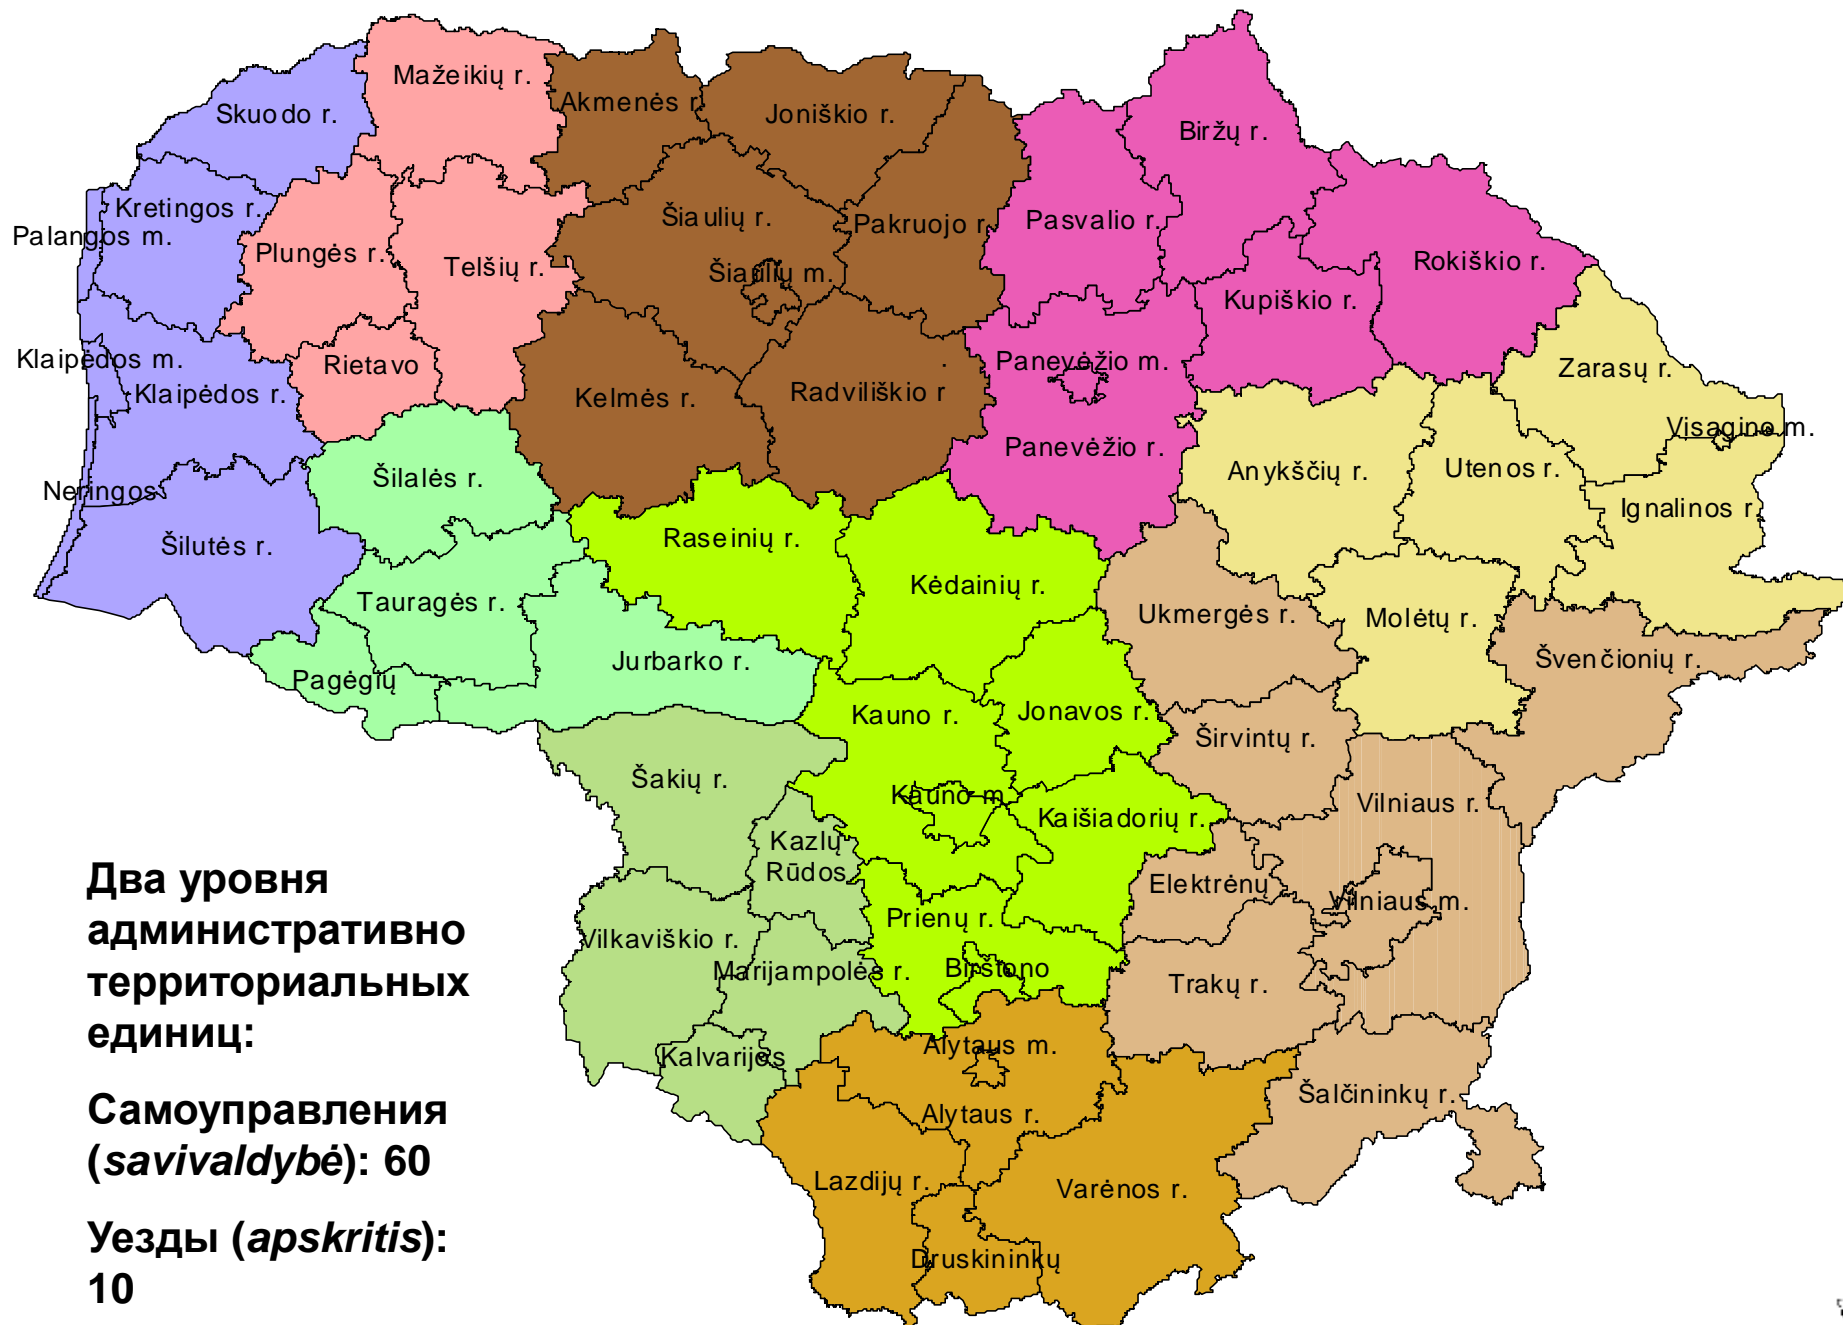 Mažeikių r.
Skuodo r.
Akmenės r
Joniškio r.
Biržų r.
Kretingos r.
Palangos m.
Plungės r.
Telšių r.
Šiaulių r.
Šiaulių m.
Pakruojo r
Pasvalio r.
Rokiškio r.
Kupiškio r.
Klaipėdos m.
Klaipėdos r.
Rietavo
Kelmės r.
Radviliškio r
.
Panevėžio m.
Panevėžio r.
Zarasų r.
Visagino m.
Neringos
Šilalės r.
Anykščių r.
Utenos r.
Ignalinos r.
Šilutės r.
Raseinių r.
Kėdainių r.
Tauragės r.
Ukmergės r.
Molėtų r.
Pagėgių
Jurbarko r.
Švenčionių r.
Kauno r.
Jonavos r.
Širvintų r.
Šakių r.
Kauno m.
Kaišiadorių r.
Vilniaus r.
Kazlų
Rūdos
Elektrėnų
Vilniaus m.
Vilkaviškio r.
Prienų r.
Marijampolės r.
Birštono
Trakų r.
Kalvarijos
Alytaus m.
Alytaus r.
Šalčininkų r.
Lazdijų r.
Varėnos r.
Druskininkų
Два уровня
административно
территориальных
единиц:
Самоуправления
(savivaldybė): 60
Уезды (apskritis):
10